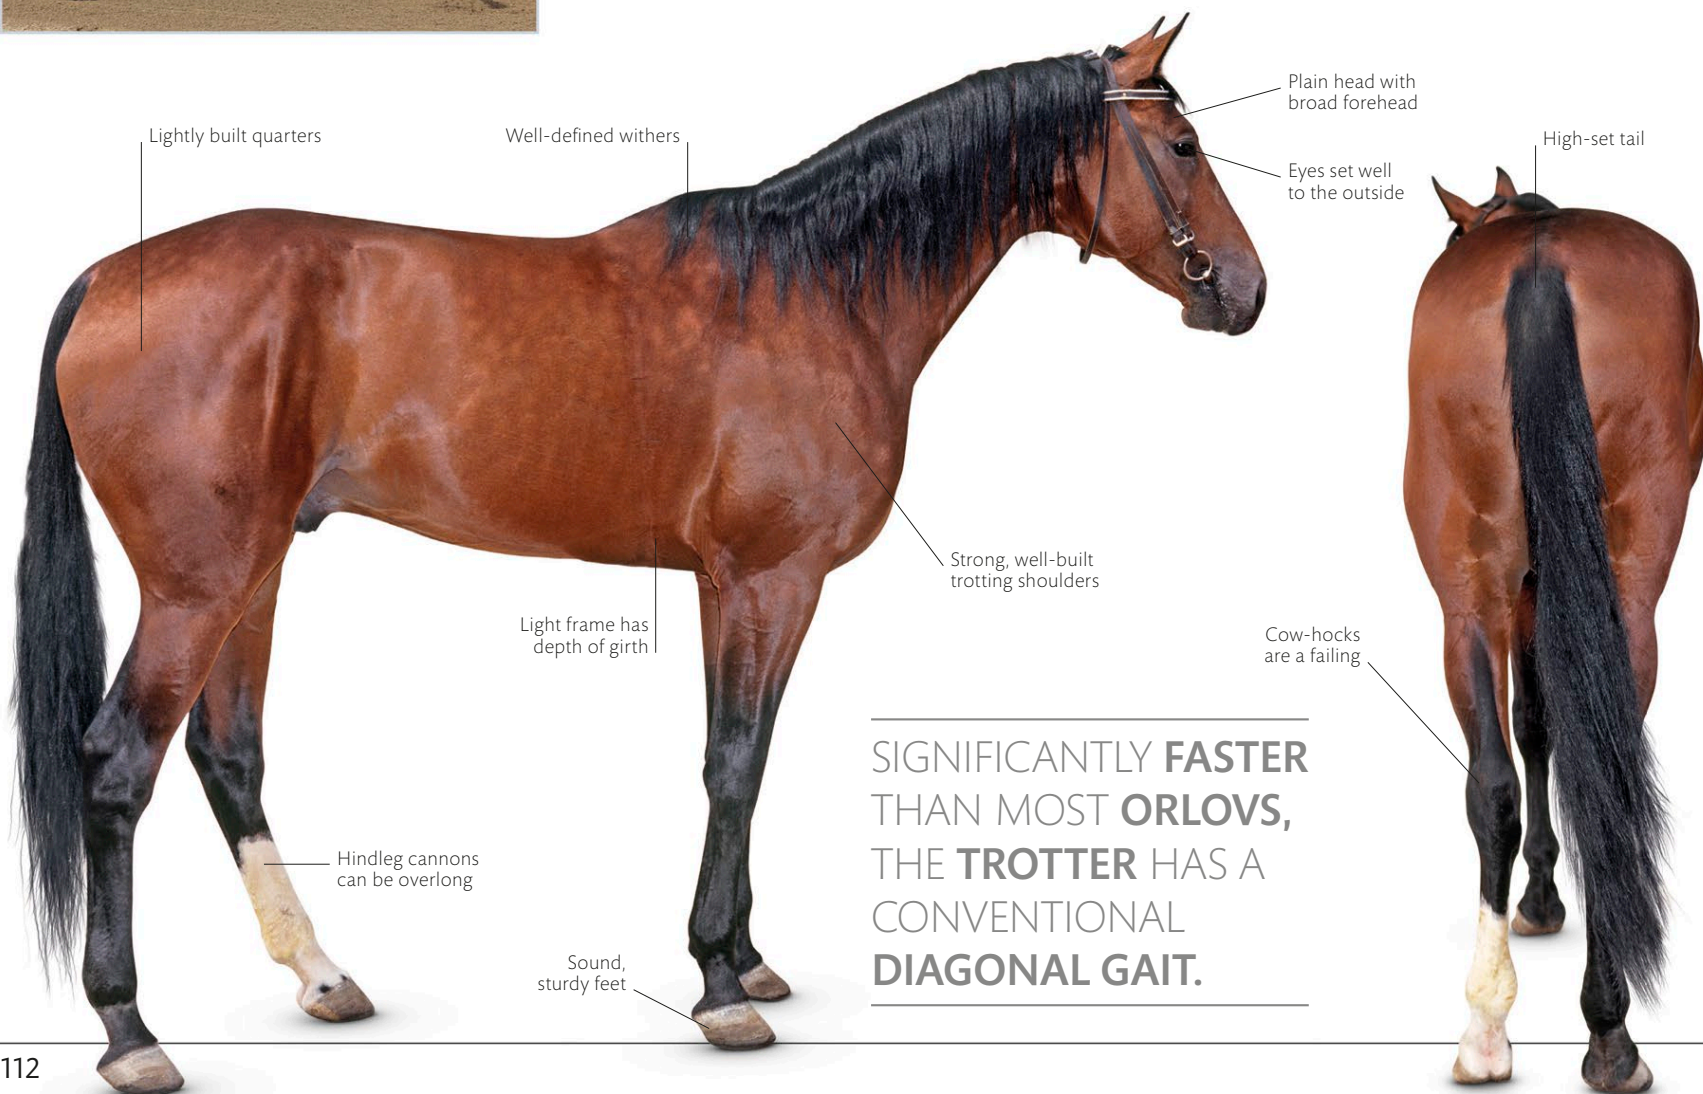 Plain head with
broad forehead
Lightly built quarters
Well-defined withers
High-set tail
Eyes set well
to the outside
Strong, well-built
trotting shoulders
Light frame has
depth of girth
Cow-hocks
are a failing
SIGNIFICANTLY FASTER
THAN MOST ORLOVS,
THE TROTTER HAS A
CONVENTIONAL
DIAGONAL GAIT.
Hindleg cannons
can be overlong
Sound,
sturdy feet
112